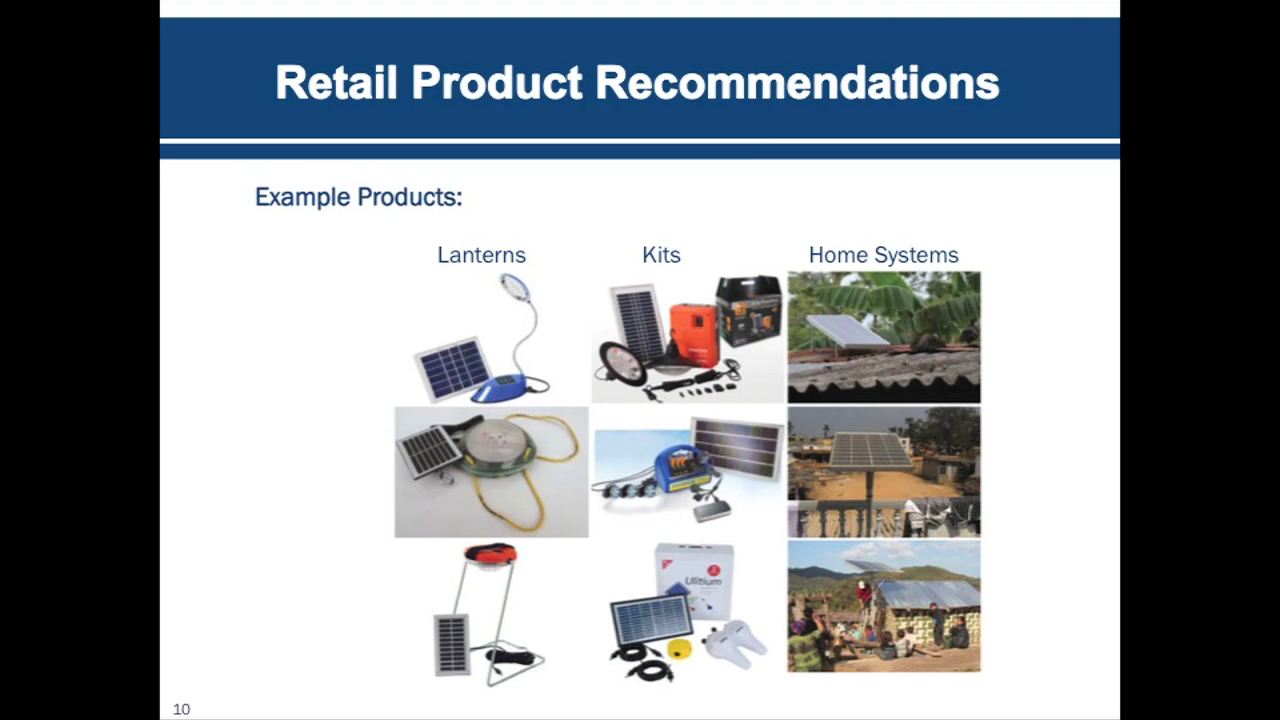 Retail Product Recommendations
Example Products:
Lanterns
Kits
Home Systems
Ulitium
10